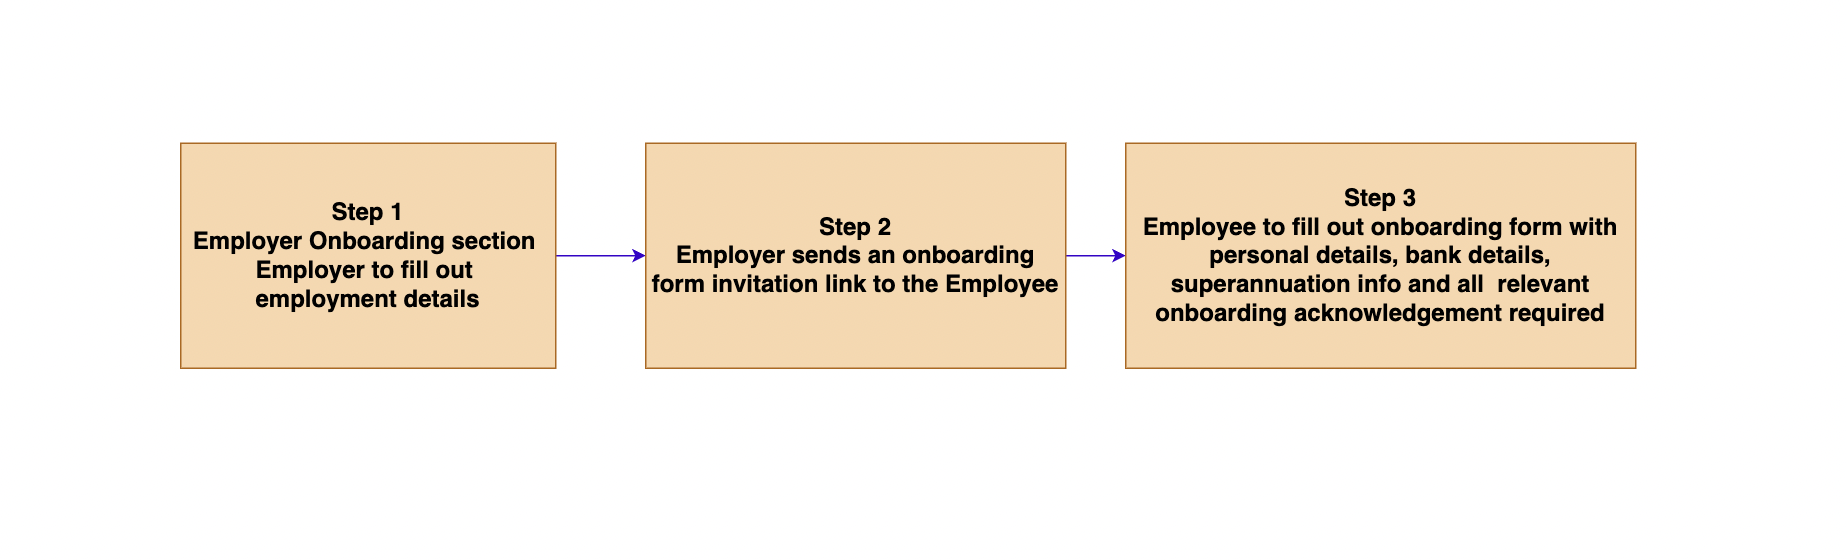 Step 1
Employer Onboarding section
Employer to fill out
employment details
Step 2
Employer sends an onboarding
form invitation link to the Employee
Step 3
Employee to fill out onboarding form with
personal details, bank details,
superannuation info and all  relevant
onboarding acknowledgement required